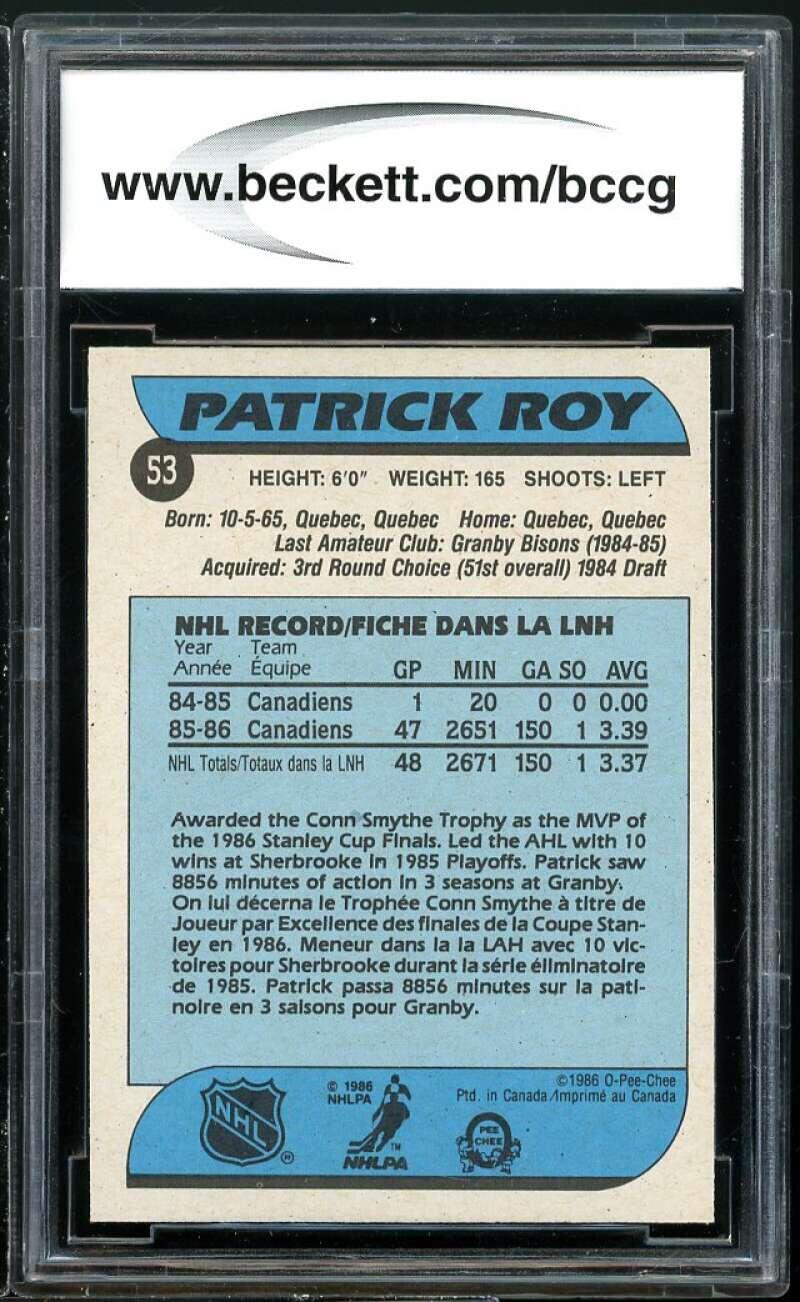 www.beckett.com/bccg
PATRICK ROY
53
HEIGHT: 6'0" WEIGHT: 165 SHOOTS: LEFT
Born: 10-5-65, Quebec, Quebec Home: Quebec, Quebec
Last Amateur Club: Granby Bisons (1984-85)
Acquired: 3rd Round Choice (51st overall) 1984 Draft
NHL RECORD/FICHE DANS LA LNH
Year Team
Année Équipe GP MIN GA SO AVG
84-85 Canadiens 1 20 0 0 0.00
85-86 Canadiens 47 2651 150 1 3.39
NHL Totals/Totaux dans la LNH 48 2671 150 1 3.37
Awarded the Conn Smythe Trophy as the MVP of
the 1986 Stanley Cup Finals. Led the AHL with 10
wins at Sherbrooke in 1985 Playoffs. Patrick saw
8856 minutes of action in 3 seasons at Granby.
On lui décerna le Trophée Conn Smythe à titre de
Joueur par Excellence des finales de la Coupe Stan-
ley en 1986. Meneur dans la la LAH avec 10 vic-
toires pour Sherbrooke durant la série éliminatoire
de 1985. Patrick passa 8856 minutes sur la pati-
noire en 3 saisons pour Granby.
NHL
®
© 1986
NHLPA
TM
NHLPA
©1986 O-Pee-Chee
Ptd. in Canada/Imprimé au Canada
PEE
CHEE